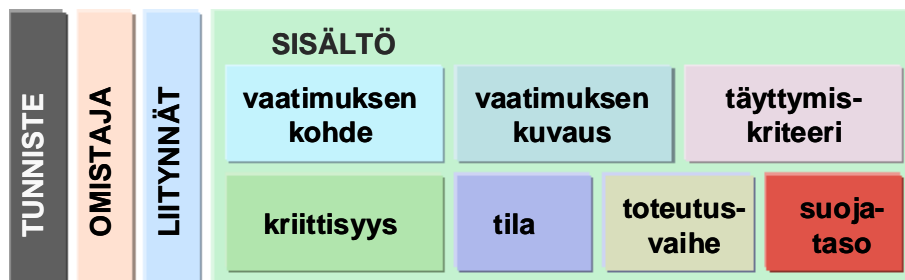 TUNNISTE
OMISTAJA
LIITYNNÄT
SISÄLTÖ
vaatimuksen
kohde
vaatimuksen
kuvaus
täyttymis-
kriteeri
kriittisyys
tila
toteutus-
vaihe
suoja-
taso